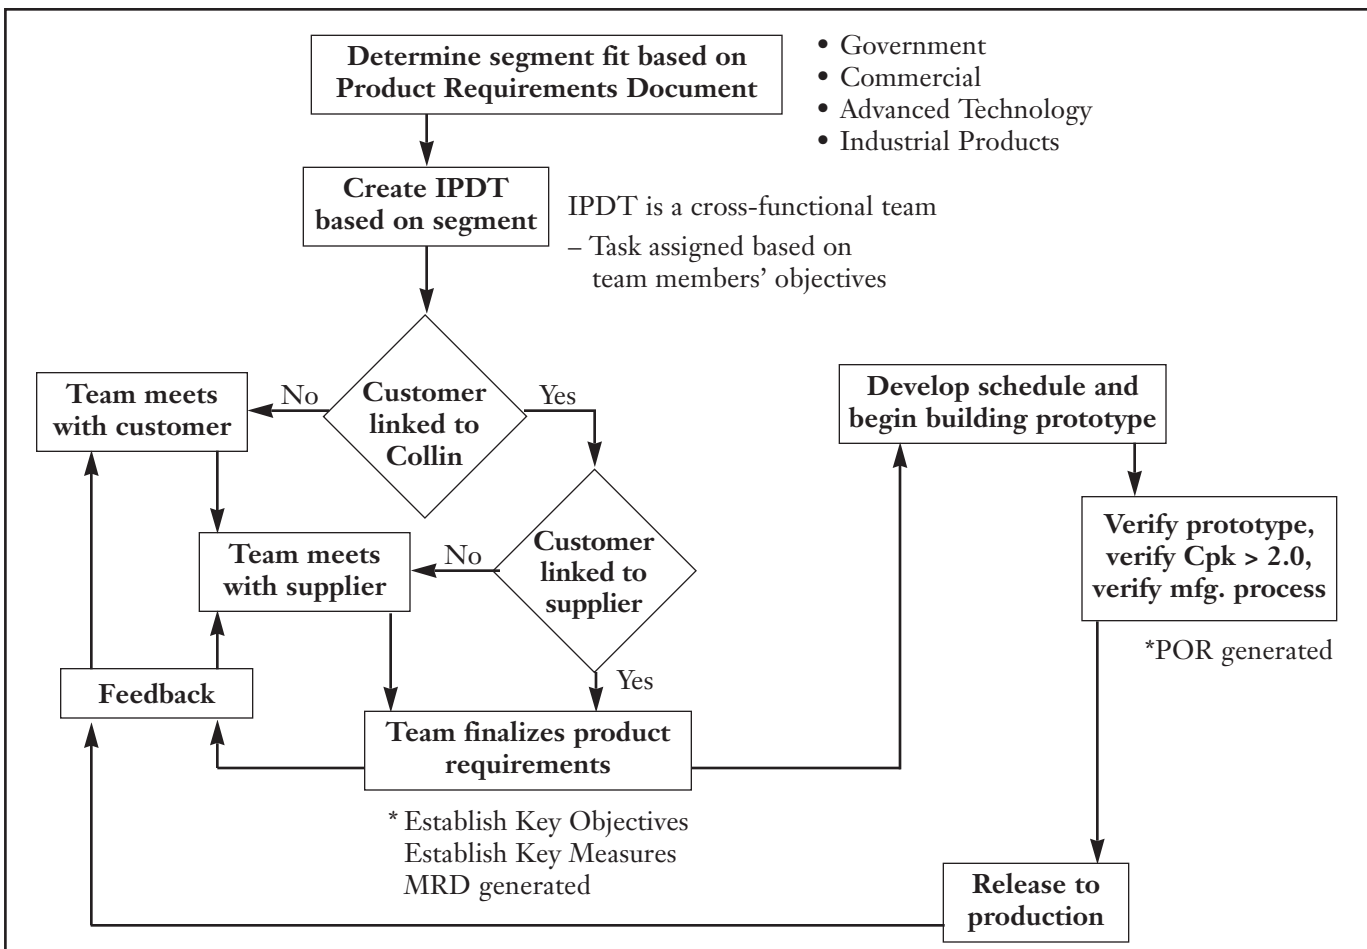 Determine segment fit based on
Product Requirements Document
• Government
• Commercial
• Advanced Technology
• Industrial Products
Create IPDT
based on segment
IPDT is a cross-functional team
– Task assigned based on
team members’ objectives
Customer
linked to
Collin
No
Yes
Team meets
with customer
Customer
linked to
supplier
No
Yes
Team meets
with supplier
Feedback
Team finalizes product
requirements
* Establish Key Objectives
Establish Key Measures
MRD generated
Develop schedule and
begin building prototype
Verify prototype,
verify Cpk > 2.0,
verify mfg. process
*POR generated
Release to
production